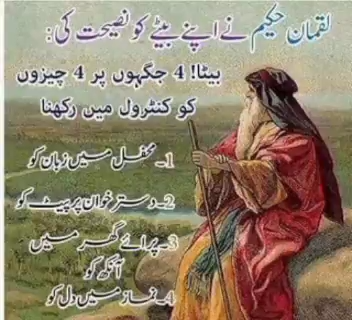 لقمان حکیم نے اپنے بیٹے کو نصیحت کی:
بیٹا! 4 جگہوں پر 4 چیزوں
کو کنٹرول میں رکھنا
1۔ محفل میں زبان کو
2۔ دسترخوان پر پیٹ کو
3۔ پرائے گھر میں
آنکھ کو
4۔ نماز میں دل کو